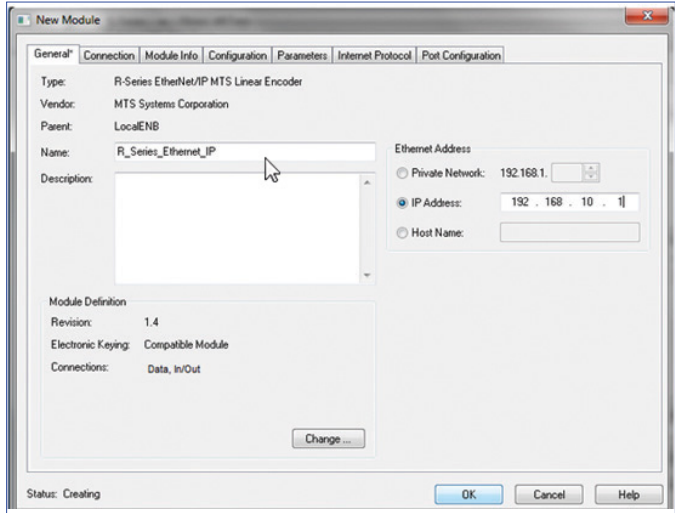 New Module
General* Connection Module Info Configuration Parameters Internet Protocol Port Configuration
Type: R-Series EtherNet/IP MTS Linear Encoder
Vendor: MTS Systems Corporation
Parent: LocalENB
Name: R_Series_Ethernet_IP
Description:
Ethernet Address
Private Network: 192.168.1.
IP Address: 192 . 168 . 10 . 1
Host Name:
Module Definition
Revision: 1.4
Electronic Keying: Compatible Module
Connections: Data, In/Out
Change ...
Status: Creating
OK Cancel Help